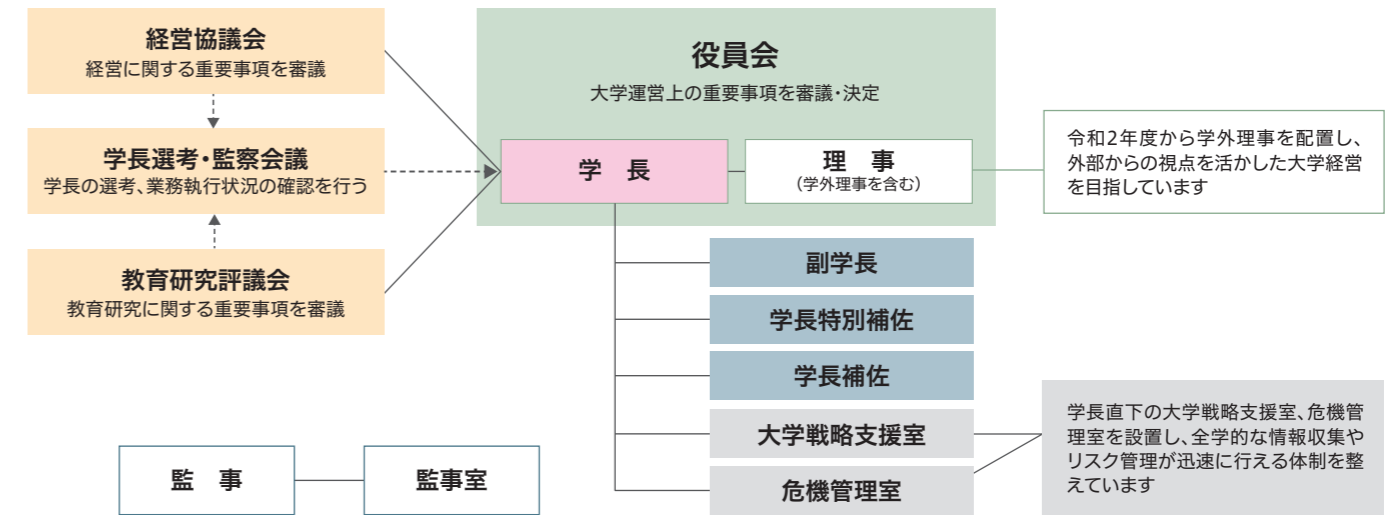 経営協議会
経営に関する重要事項を審議
学長選考・監察会議
学長の選考、業務執行状況の確認を行う
教育研究評議会
教育研究に関する重要事項を審議
役員会
大学運営上の重要事項を審議・決定
学　長
理　事
（学外理事を含む）
令和2年度から学外理事を配置し、
外部からの視点を活かした大学経営
を目指しています
副学長
学長特別補佐
学長補佐
大学戦略支援室
危機管理室
学長直下の大学戦略支援室、危機管
理室を設置し、全学的な情報収集や
リスク管理が迅速に行える体制を整
えています
監　事
監事室